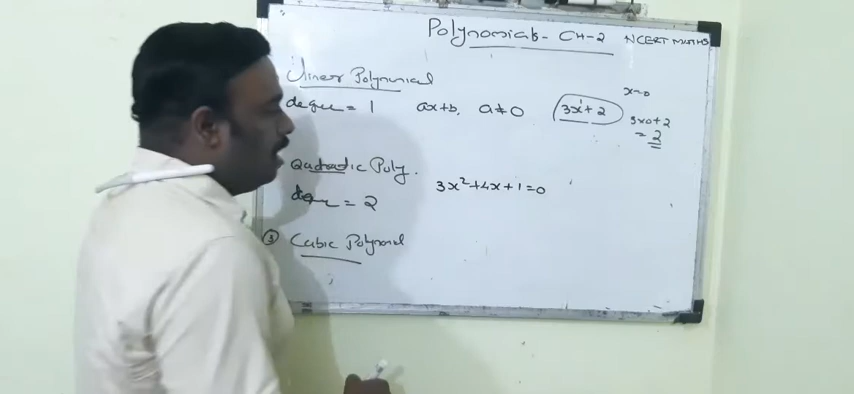 Polynomials - CH-2 NCERT MATHS
Linear Polynomial
degree = 1 ax+b, a≠0 3x¹+2
x=0
3x0+2
= 2
Quadratic Poly.
degree = 2 3x²+4x+1=0
③ Cubic Polynomial